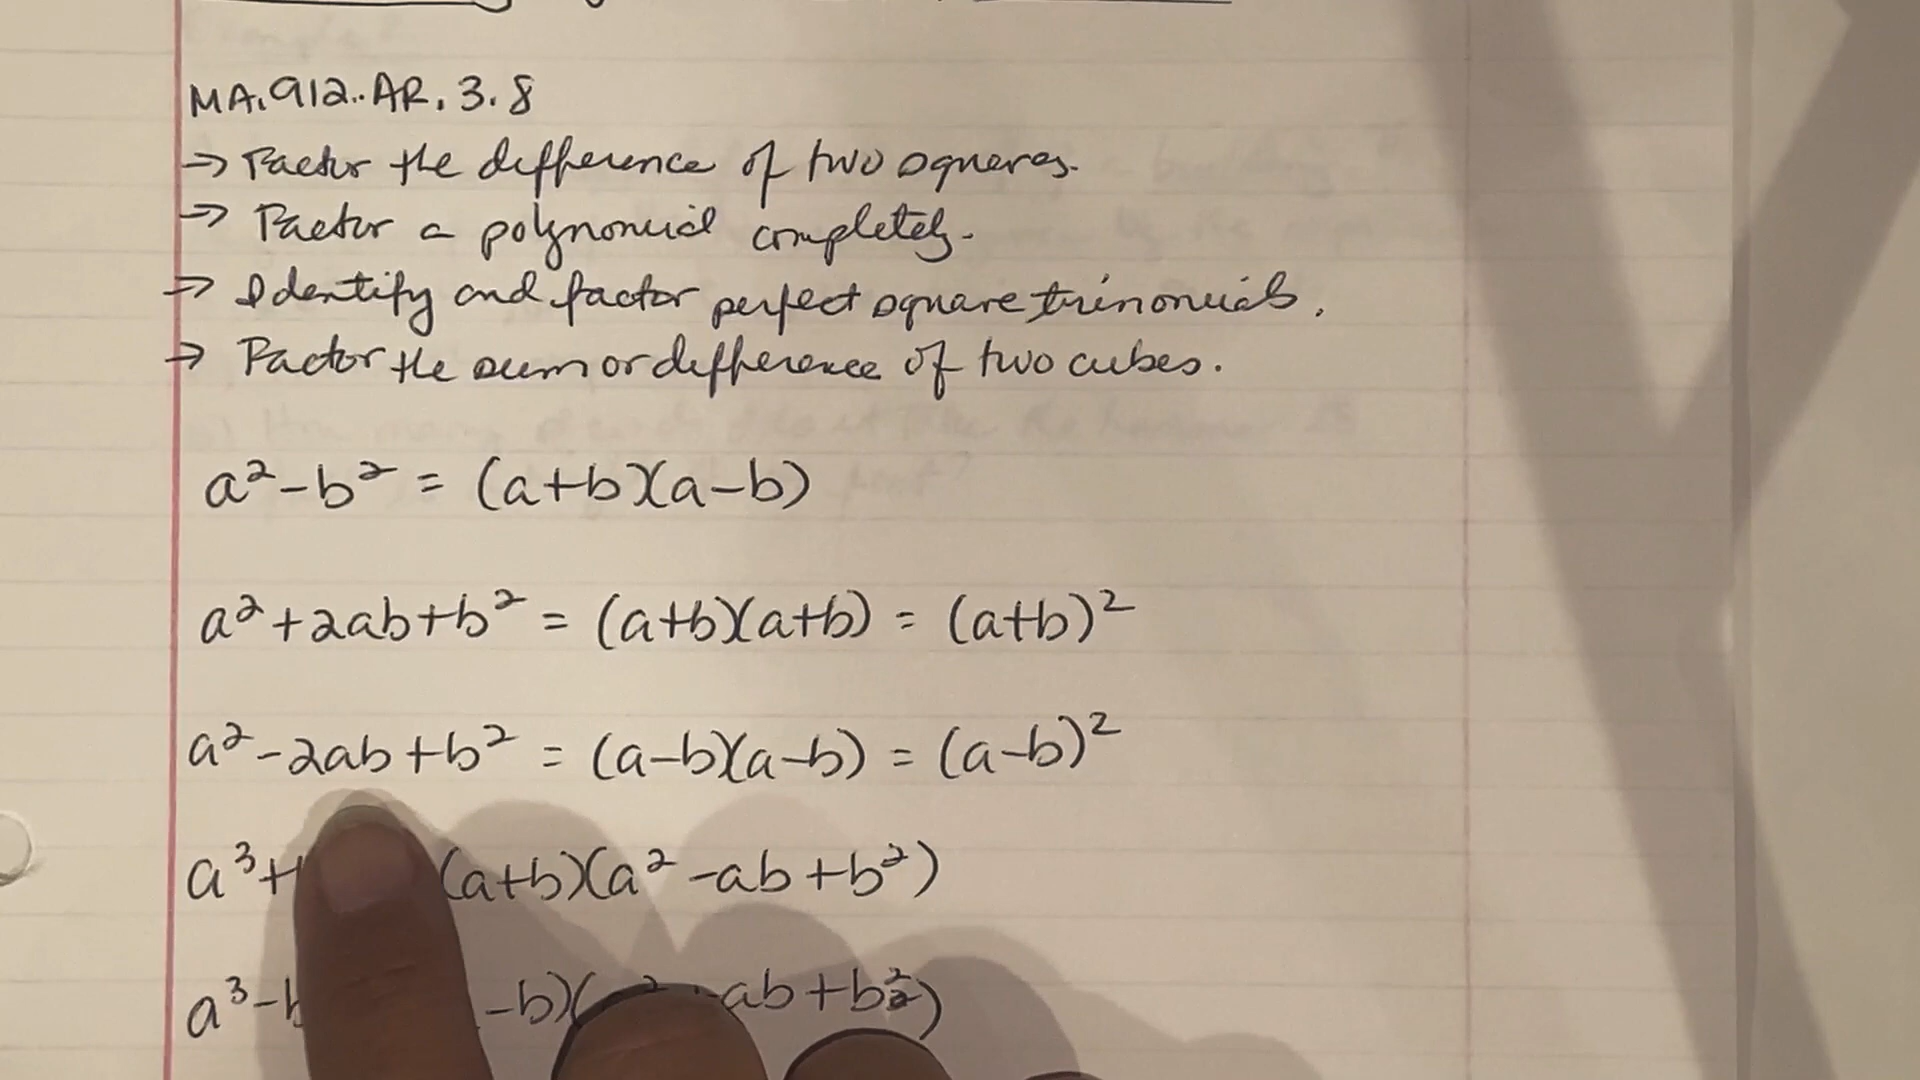 MA.912.AR.3.8
→ Factor the difference of two squares.
→ Factor a polynomial completely.
→ Identify and factor perfect square trinomials.
→ Factor the sum or difference of two cubes.
a² - b² = (a+b)(a-b)
a² + 2ab + b² = (a+b)(a+b) = (a+b)²
a² - 2ab + b² = (a-b)(a-b) = (a-b)²
a³ + (a+b)(a² - ab + b²)
a³ - -b)( ab + b²)